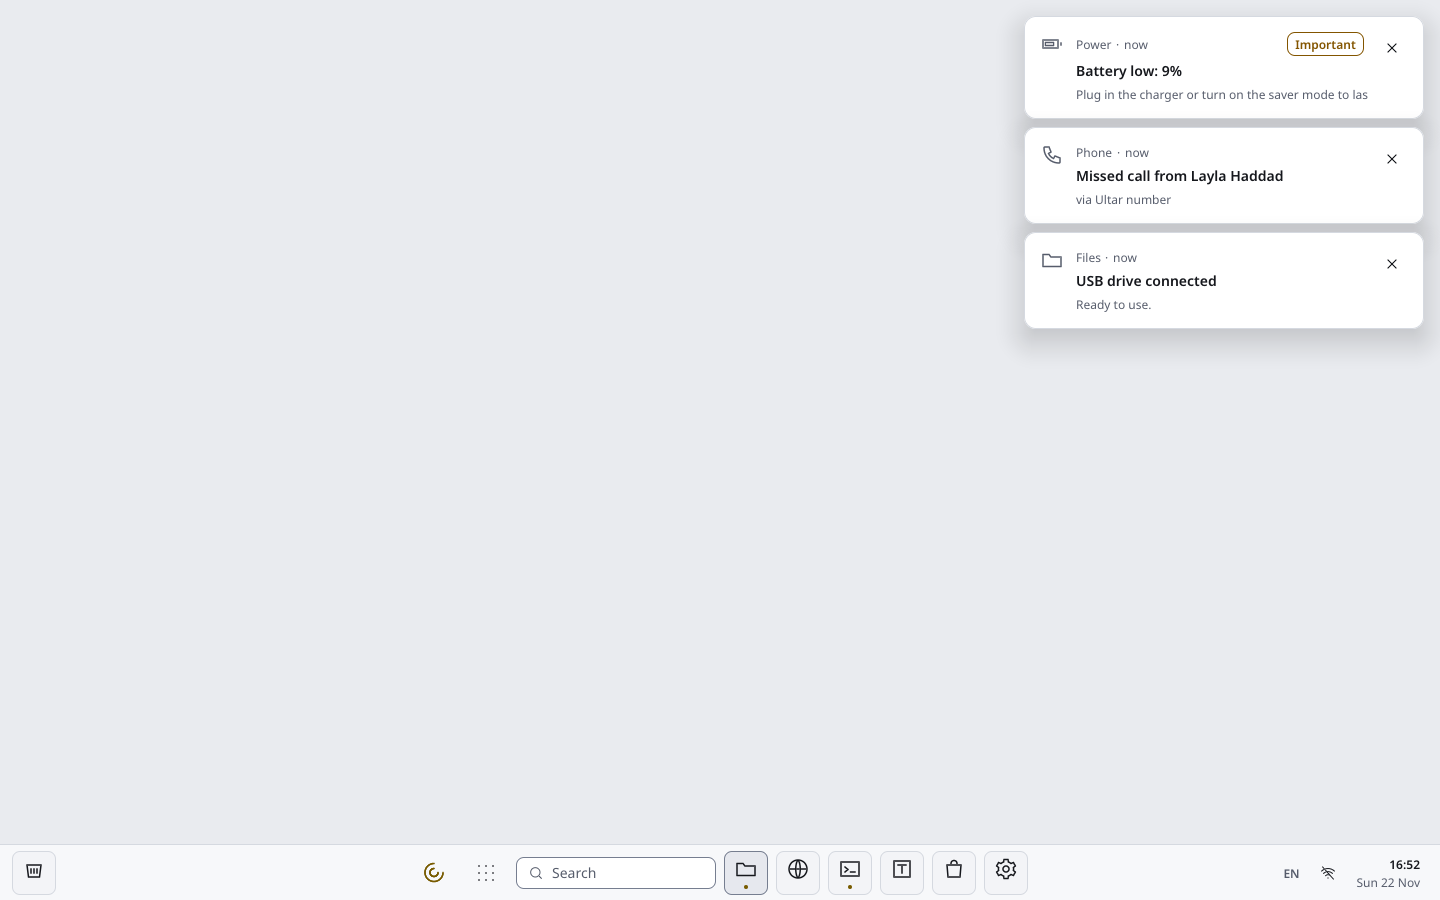 Power · now
Important
Battery low: 9%
Plug in the charger or turn on the saver mode to las
Phone · now
Missed call from Layla Haddad
via Ultar number
Files · now
USB drive connected
Ready to use.
Search
EN
16:52
Sun 22 Nov